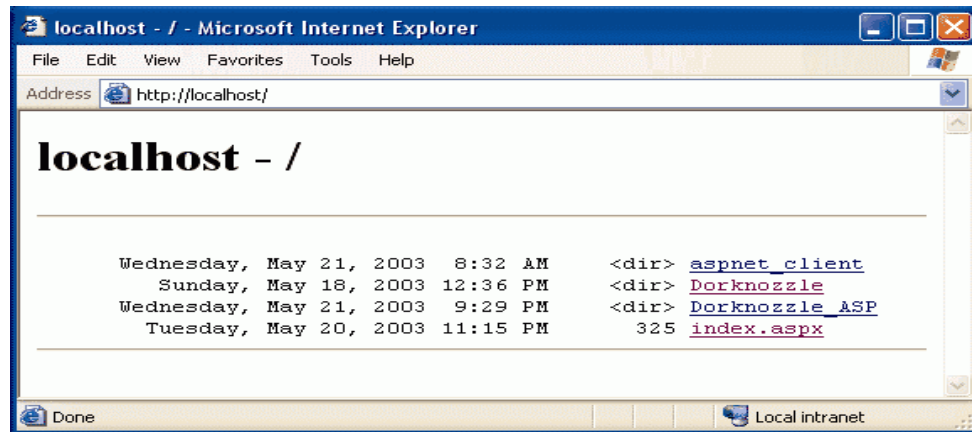 localhost - / - Microsoft Internet Explorer
File Edit View Favorites Tools Help
Address http://localhost/
localhost - /
Wednesday, May 21, 2003 8:32 AM <dir> aspnet_client
Sunday, May 18, 2003 12:36 PM <dir> Dorknozzle
Wednesday, May 21, 2003 9:29 PM <dir> Dorknozzle_ASP
Tuesday, May 20, 2003 11:15 PM 325 index.aspx
Done Local intranet